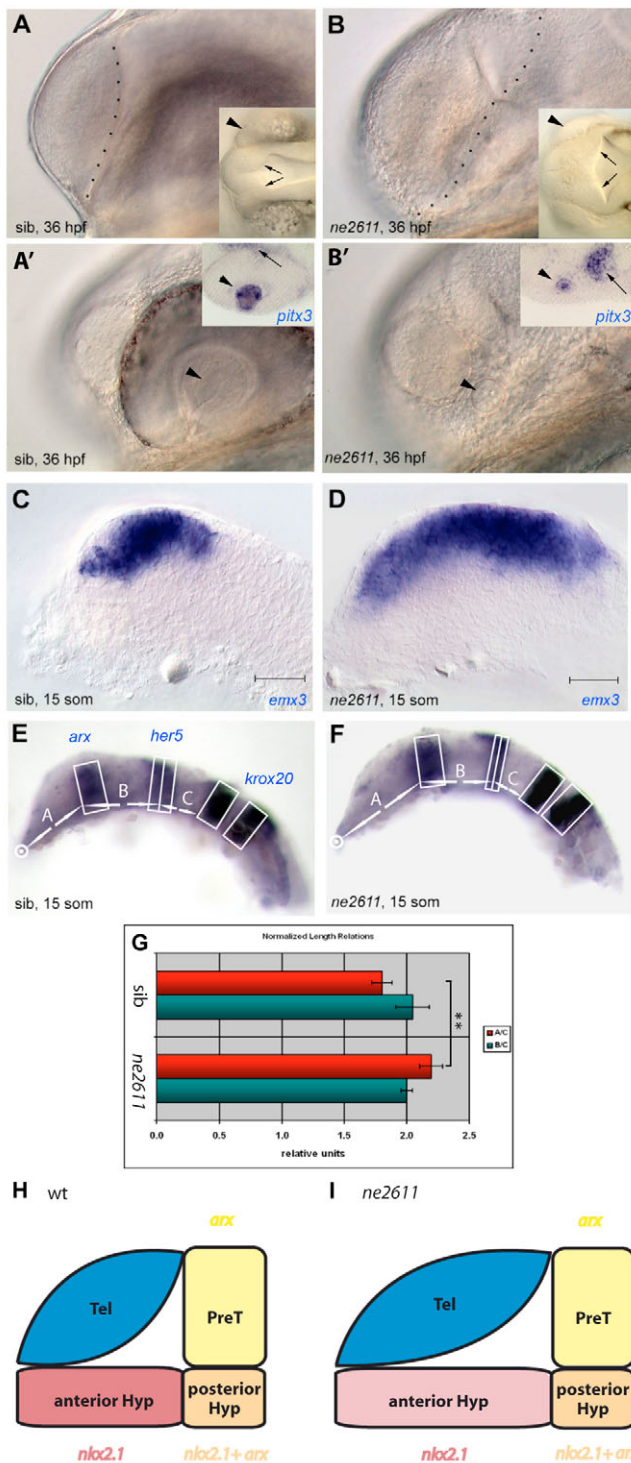 A
sib, 36 hpf
B
ne2611, 36 hpf
A'
pitx3
sib, 36 hpf
B'
pitx3
ne2611, 36 hpf
C
sib, 15 som
emx3
D
ne2611, 15 som
emx3
E
arx
her5
krox20
A
B
C
sib, 15 som
F
A
B
C
ne2611, 15 som
G
Normalized Length Relations
sib
ne2611
**
A/C
B/C
0.0 0.5 1.0 1.5 2.0 2.5
relative units
H wt
arx
Tel
PreT
anterior Hyp
posterior Hyp
nkx2.1
nkx2.1+ arx
I ne2611
arx
Tel
PreT
anterior Hyp
posterior Hyp
nkx2.1
nkx2.1+ arx